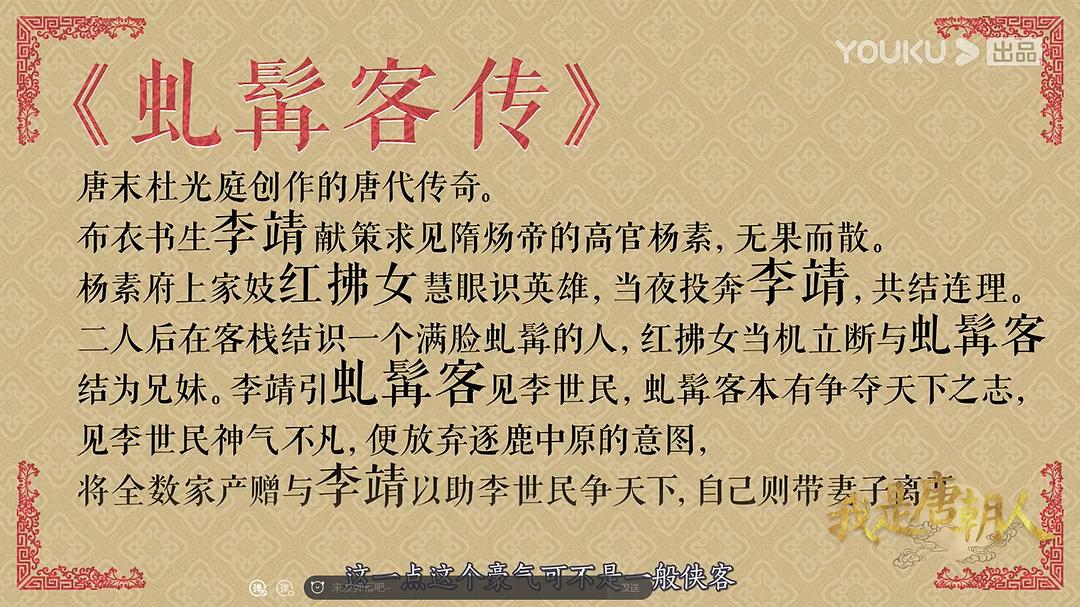 YOUKU 出品
《虬髯客传》
唐末杜光庭创作的唐代传奇。
布衣书生李靖献策求见隋炀帝的高官杨素，无果而散。
杨素府上家妓红拂女慧眼识英雄，当夜投奔李靖，共结连理。
二人后在客栈结识一个满脸虬髯的人，红拂女当机立断与虬髯客
结为兄妹。李靖引虬髯客见李世民，虬髯客本有争夺天下之志，
见李世民神气不凡，便放弃逐鹿中原的意图，
将全数家产赠与李靖以助李世民争天下，自己则带妻子离
我是唐朝人
这一点这个豪气可不是一般侠客
发送